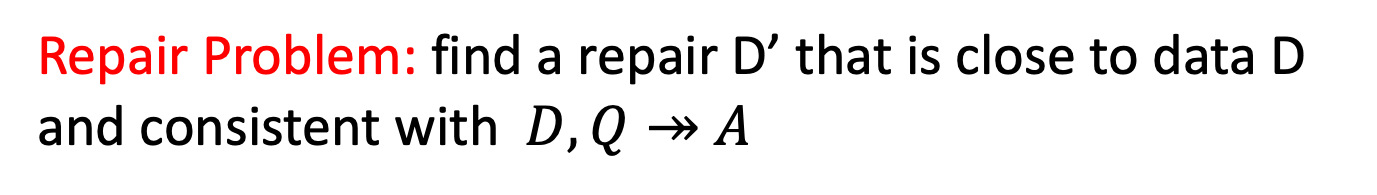 Repair Problem: find a repair D’ that is close to data D
and consistent with D, Q ↠ A